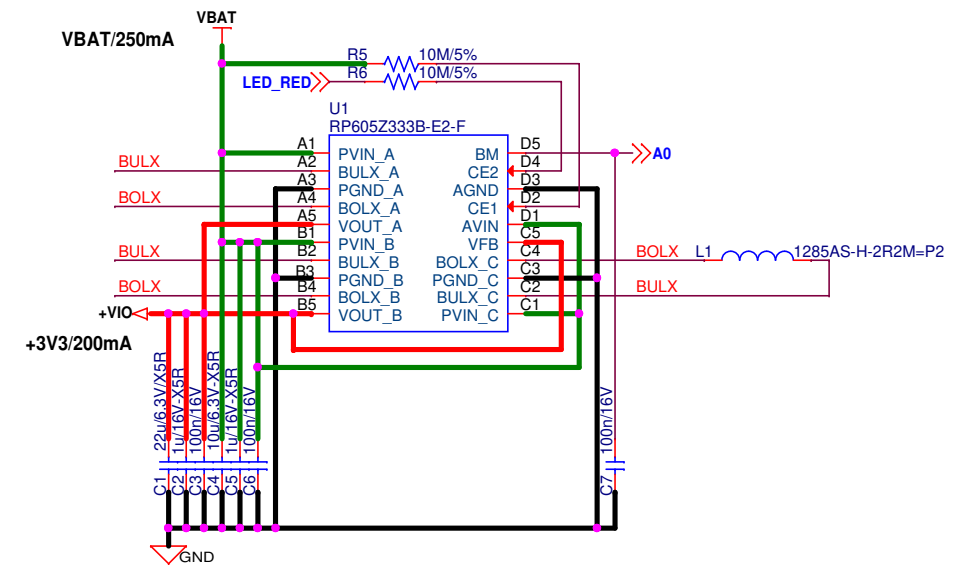 VBAT
VBAT/250mA
R5 10M/5%
LED_RED R6 10M/5%
U1
RP605Z333B-E2-F
A1 PVIN_A BM D5 A0
BULX A2 BULX_A CE2 D4
A3 PGND_A AGND D3
BOLX A4 BOLX_A CE1 D2
A5 VOUT_A AVIN D1
B1 PVIN_B VFB C5
BULX B2 BULX_B BOLX_C C4 BOLX L1 1285AS-H-2R2M=P2
B3 PGND_B PGND_C C3
BOLX B4 BOLX_B BULX_C C2 BULX
+VIO B5 VOUT_B PVIN_C C1
+3V3/200mA
C1 22u/6.3V/X5R
C2 1u/16V-X5R
C3 100n/16V
C4 10u/6.3V-X5R
C5 1u/16V-X5R
C6 100n/16V
C7 100n/16V
GND